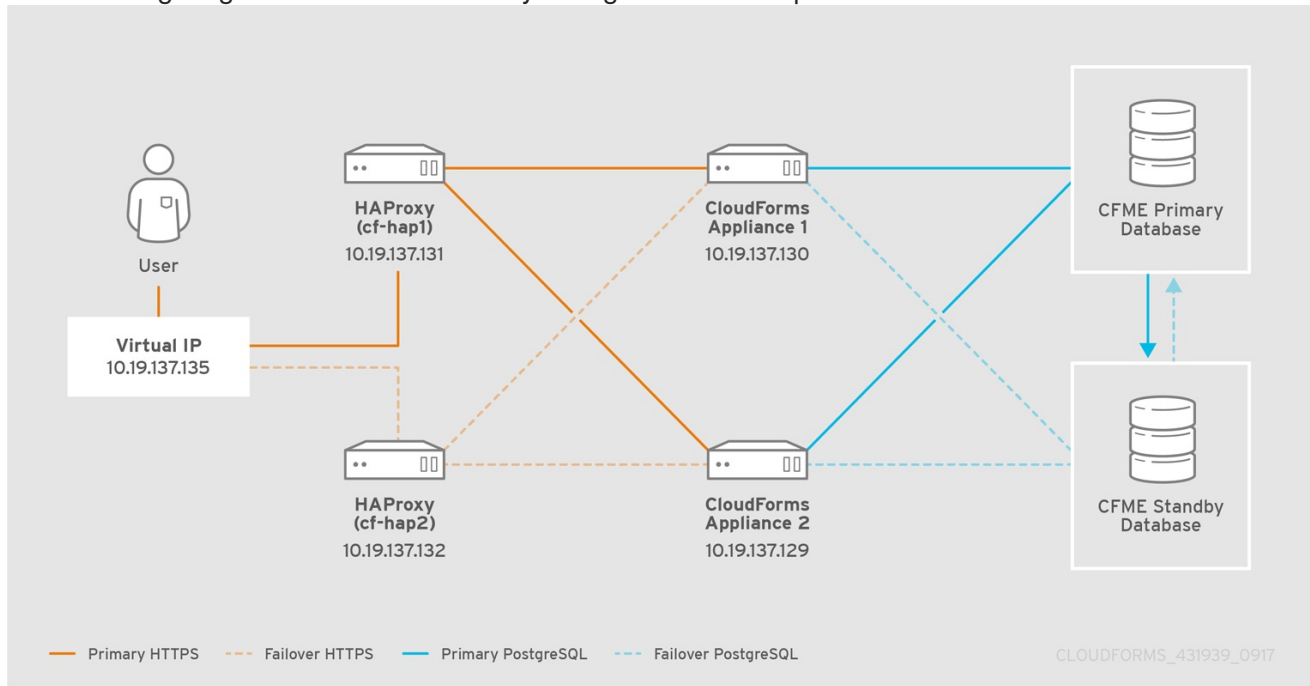 HAProxy
(cf-hap1)
10.19.137.131
CloudForms
Appliance 1
10.19.137.130
CFME Primary
Database
User
Virtual IP
10.19.137.135
HAProxy
(cf-hap2)
10.19.137.132
CloudForms
Appliance 2
10.19.137.129
CFME Standby
Database
Primary HTTPS
Failover HTTPS
Primary PostgreSQL
Failover PostgreSQL
CLOUDFORMS_431939_0917